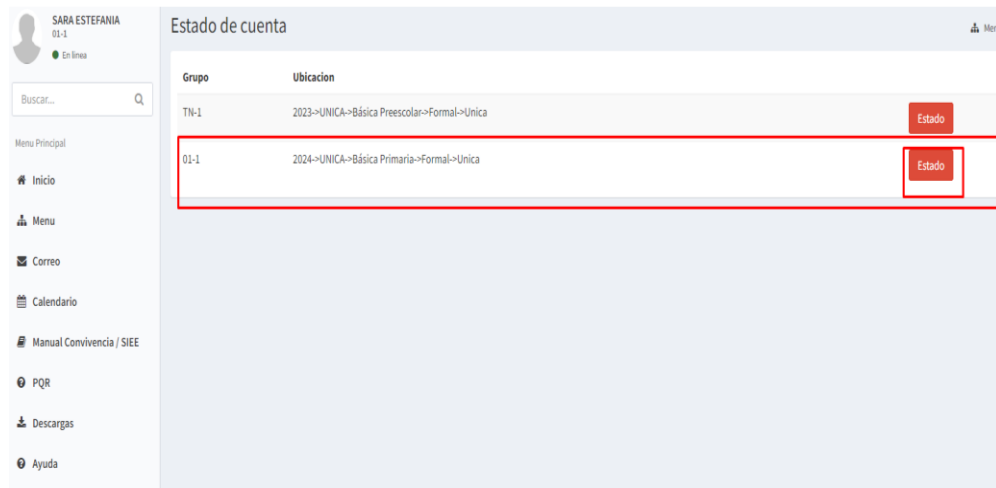 SARA ESTEFANIA
01-1
En linea
Buscar...
Menu Principal
Inicio
Menu
Correo
Calendario
Manual Convivencia / SIEE
PQR
Descargas
Ayuda
Estado de cuenta
Grupo Ubicacion
TN-1 2023->UNICA->Básica Preescolar->Formal->Unica Estado
01-1 2024->UNICA->Básica Primaria->Formal->Unica Estado